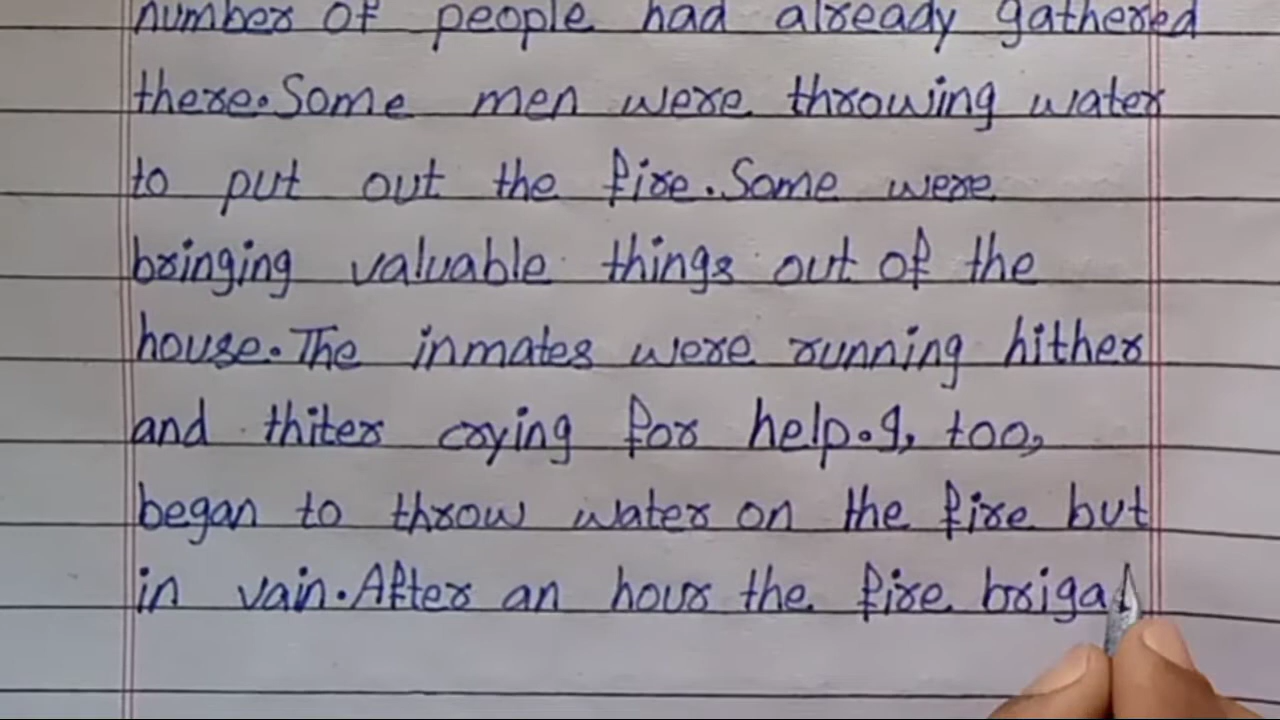 number of people had already gathered
there. Some men were throwing water
to put out the fire. Some were
bringing valuable things out of the
house. The inmates were running hither
and thiter crying for help. I, too,
began to throw water on the fire but
in vain. After an hour the fire briga